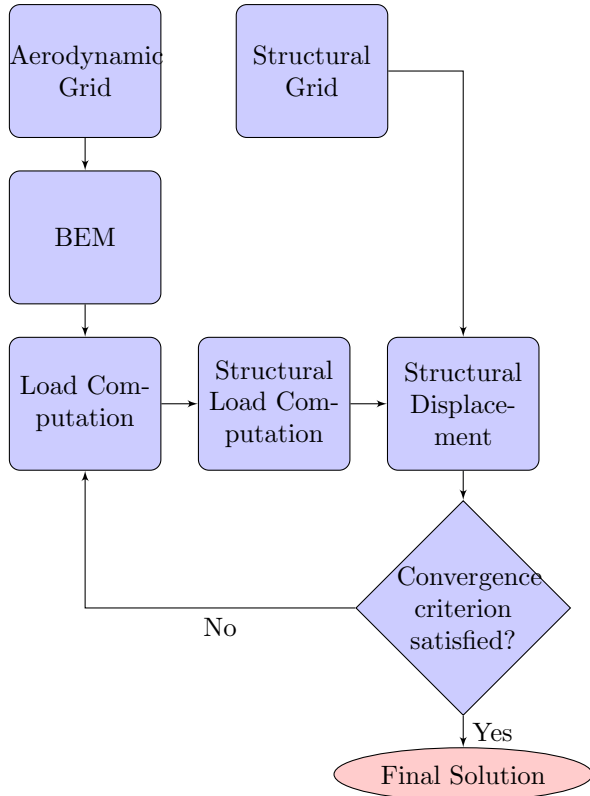 Aerodynamic
Grid
Structural
Grid
BEM
Load Com-
putation
Structural
Load Com-
putation
Structural
Displace-
ment
Convergence
criterion
satisfied?
No
Yes
Final Solution